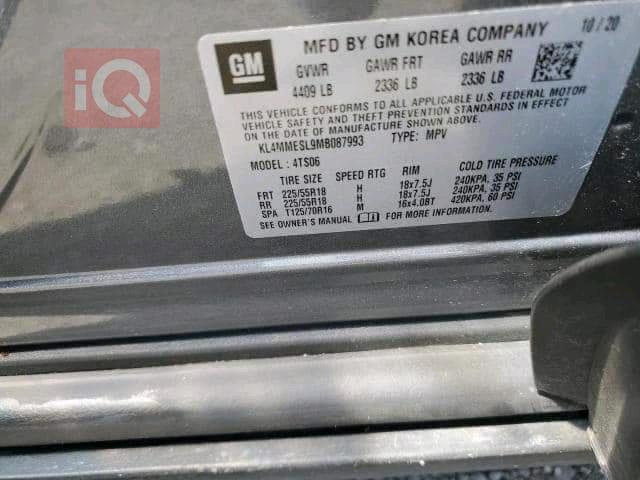 iQ
GM
MFD BY GM KOREA COMPANY 10/20
GVWR GAWR FRT GAWR RR
4409 LB 2336 LB 2336 LB
THIS VEHICLE CONFORMS TO ALL APPLICABLE U.S. FEDERAL MOTOR
VEHICLE SAFETY AND THEFT PREVENTION STANDARDS IN EFFECT
ON THE DATE OF MANUFACTURE SHOWN ABOVE.
KL4MMESL9MB087993 TYPE: MPV
MODEL: 4TS06
TIRE SIZE SPEED RTG RIM COLD TIRE PRESSURE
FRT 225/55R18 H 18x7.5J 240KPA, 35 PSI
RR 225/55R18 H 18x7.5J 240KPA, 35 PSI
SPA T125/70R16 M 16x4.0BT 420KPA, 60 PSI
SEE OWNER'S MANUAL FOR MORE INFORMATION.